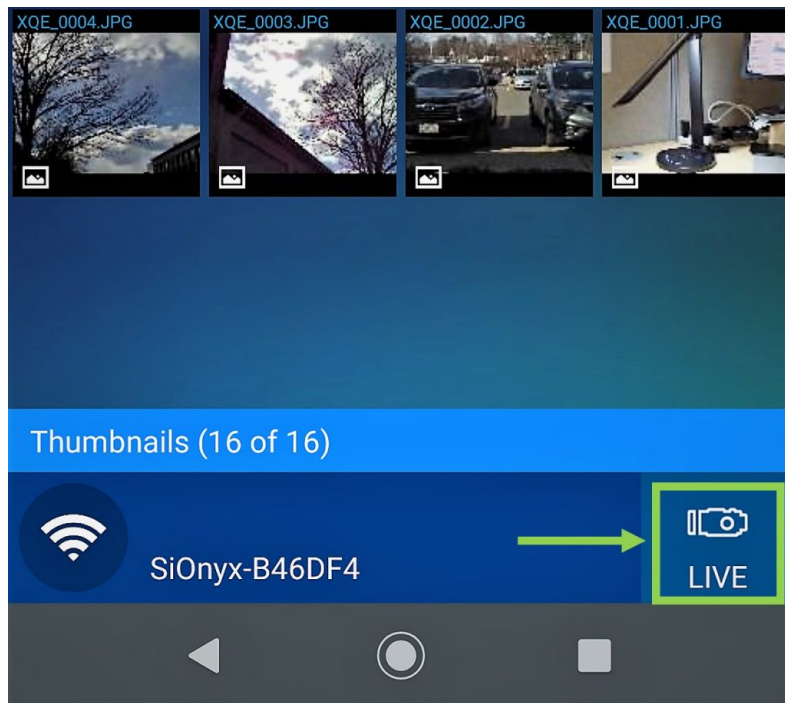 XQE_0004.JPG
XQE_0003.JPG
XQE_0002.JPG
XQE_0001.JPG
Thumbnails (16 of 16)
SiOnyx-B46DF4
LIVE